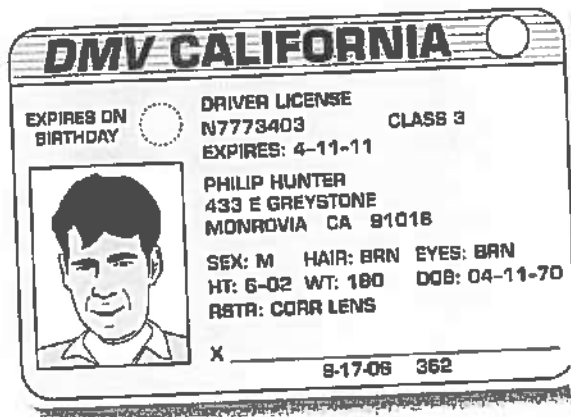 DMV CALIFORNIA
EXPIRES ON
BIRTHDAY
DRIVER LICENSE
N7773403 CLASS 3
EXPIRES: 4-11-11
PHILIP HUNTER
433 E GREYSTONE
MONROVIA CA 91016
SEX: M HAIR: BRN EYES: BRN
HT: 6-02 WT: 180 DOB: 04-11-70
RSTR: CORR LENS
X
9-17-06 362